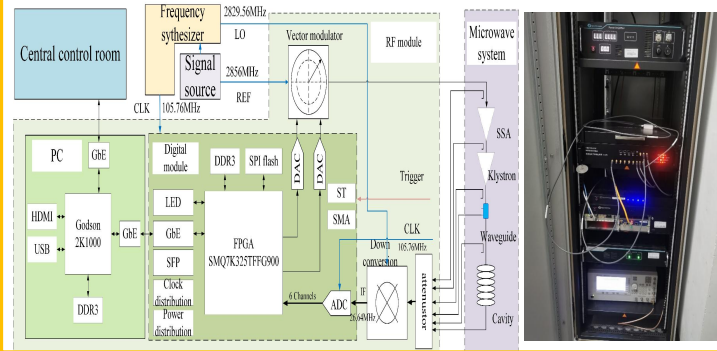 Central control room
Frequency
sythesizer
Signal
source
2829.56MHz
LO
2856MHz
REF
CLK
105.76MHz
Vector modulator
RF module
Microwave
system
PC
GbE
HDMI
USB
Godson
2K1000
GbE
DDR3
Digital
module
DDR3
SPI flash
LED
GbE
SFP
Clock
distribution
Power
distribution
FPGA
SMQ7K325TFFG900
DAC
DAC
ST
SMA
Trigger
CLK
105.76MHz
Down
conversion
6 Channels
ADC
IF
26.64MHz
attenustor
SSA
Klystron
Waveguide
Cavity